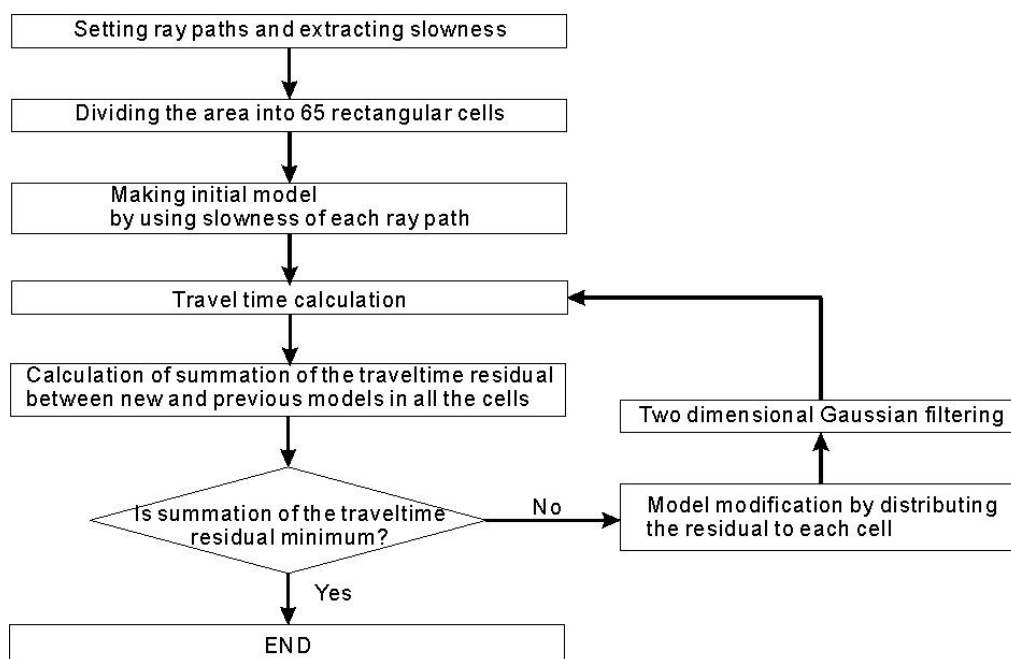 Setting ray paths and extracting slowness
Dividing the area into 65 rectangular cells
Making initial model
by using slowness of each ray path
Travel time calculation
Calculation of summation of the traveltime residual
between new and previous models in all the cells
Two dimensional Gaussian filtering
Is summation of the traveltime
residual minimum?
No
Model modification by distributing
the residual to each cell
Yes
END